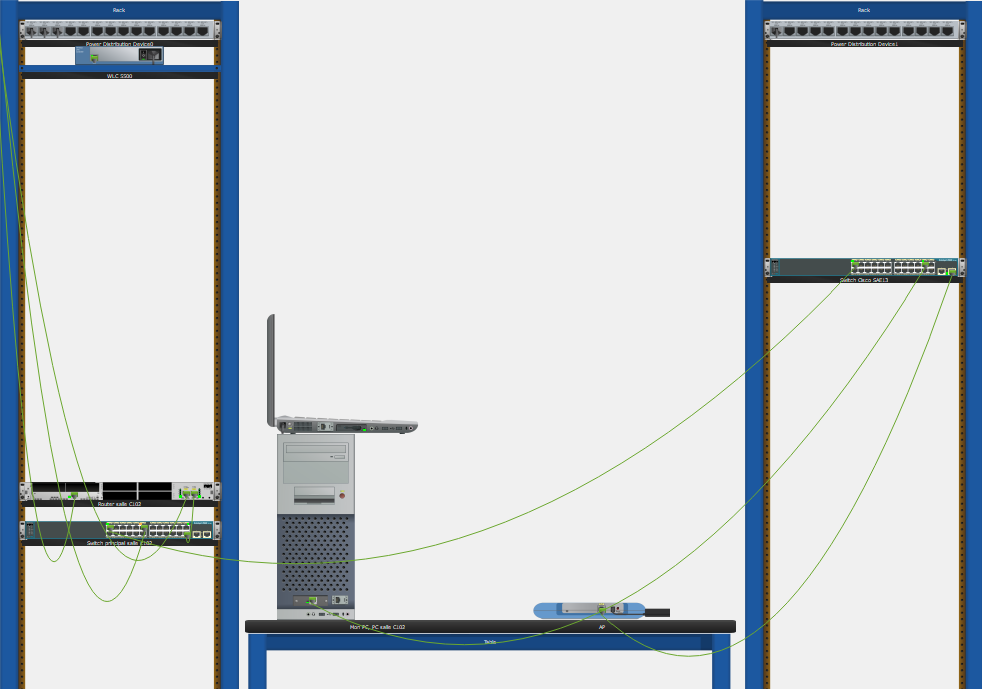 Rack
Power Distribution Device0
WLC 5500
Router salle C102
Switch principal salle C102
Mon PC, PC salle C102
AP
Table
Rack
Power Distribution Device1
Switch Cisco SAE13